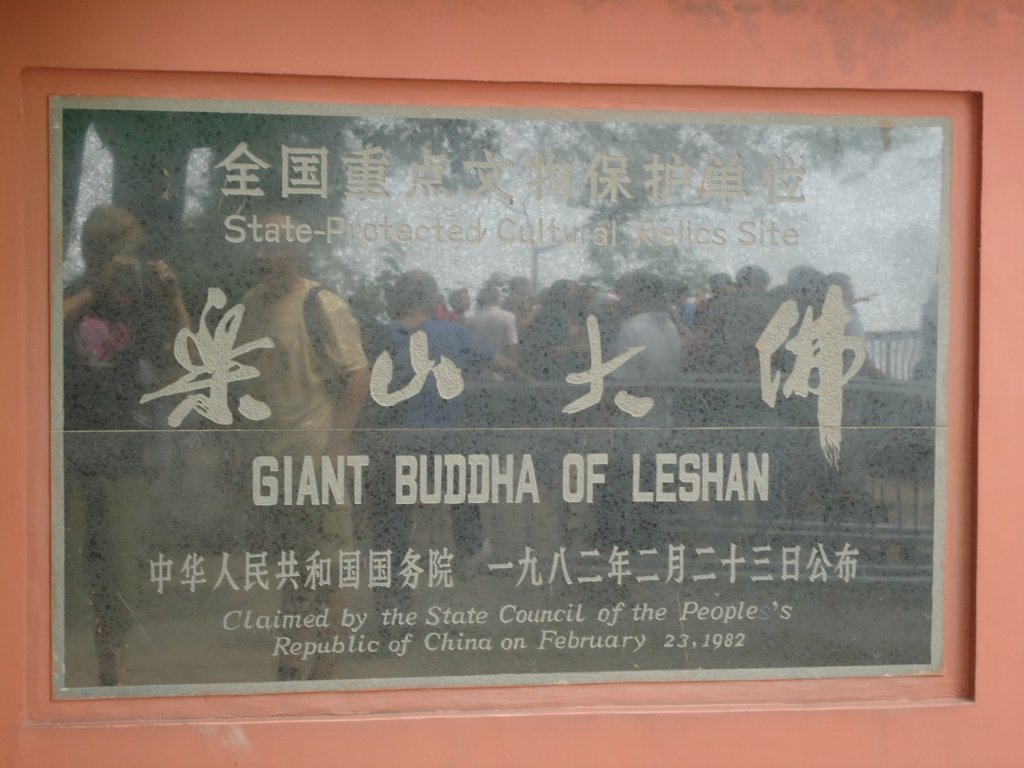 全国重点文物保护单位
State-Protected Cultural Relics Site
乐山大佛
GIANT BUDDHA OF LESHAN
中华人民共和国国务院 一九八二年二月二十三日公布
Claimed by the State Council of the Peoples's
Republic of China on February 23,1982